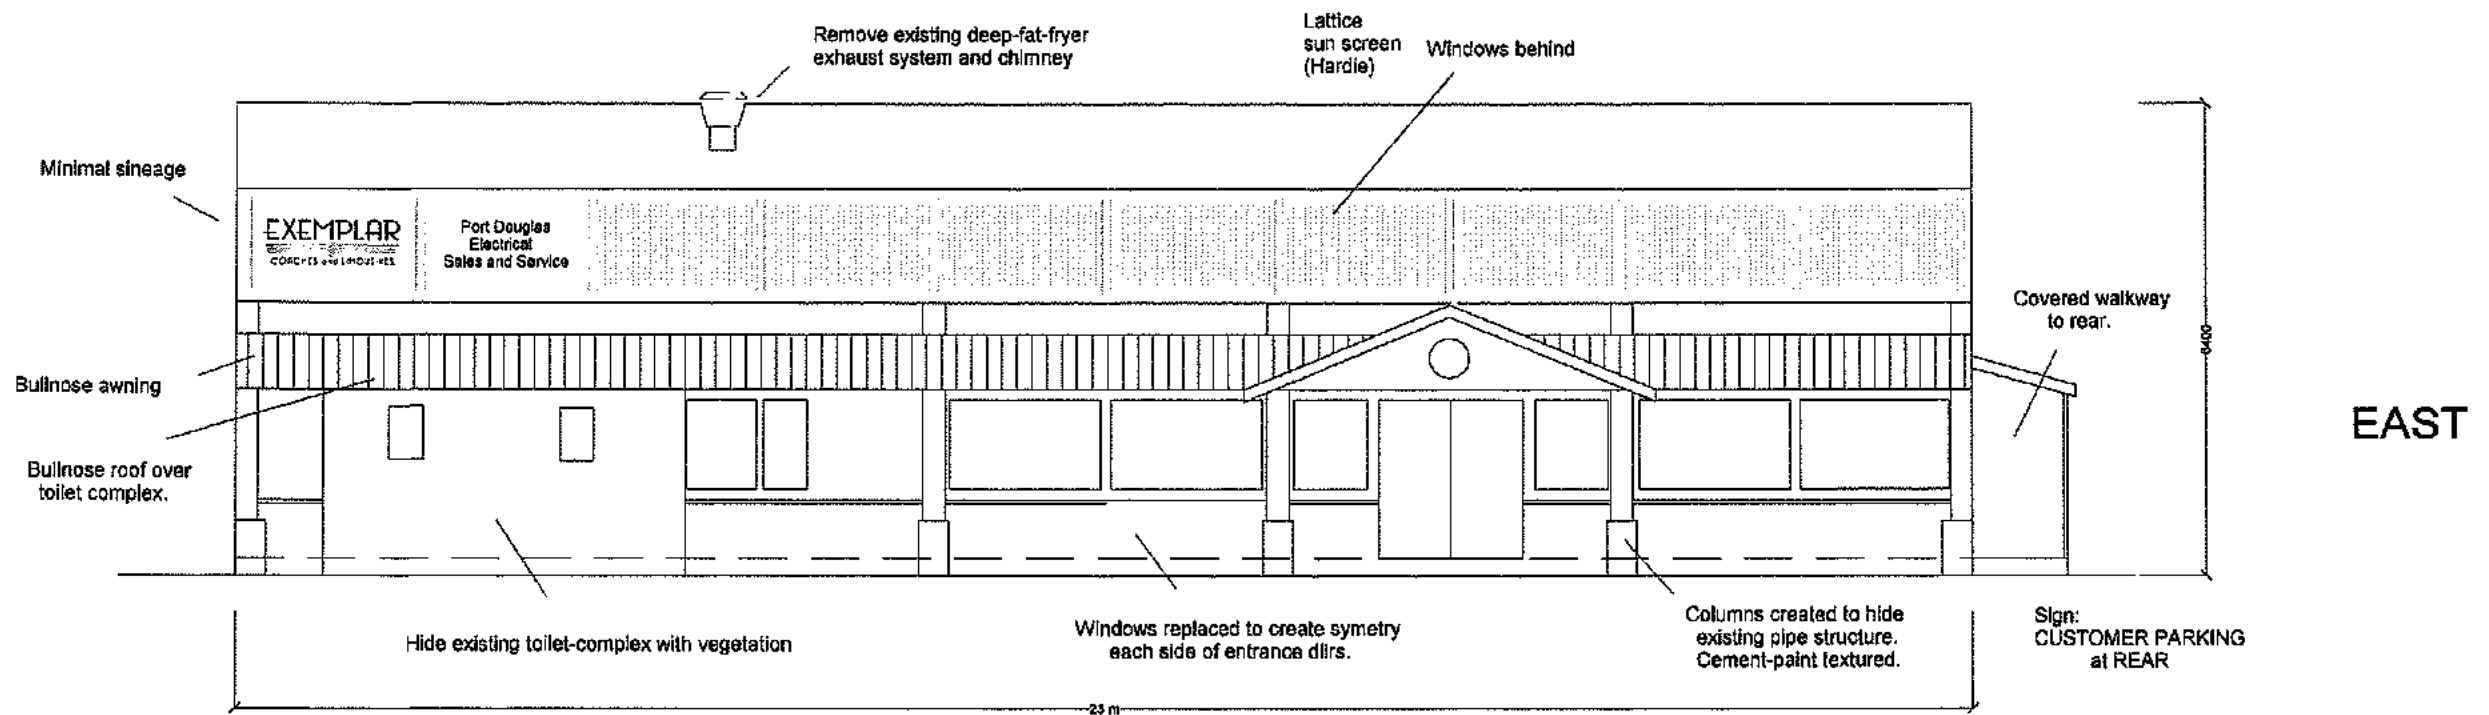 Remove existing deep-fat-fryer
exhaust system and chimney
Lattice
sun screen
(Hardie)
Windows behind
Minimal sineage
EXEMPLAR
COACHES and LIMOUSINES
Port Douglas
Electrical
Sales and Service
Covered walkway
to rear.
6400
Bullnose awning
EAST
Bullnose roof over
toilet complex.
Hide existing toilet-complex with vegetation
Windows replaced to create symetry
each side of entrance dlirs.
Columns created to hide
existing pipe structure.
Cement-paint textured.
Sign:
CUSTOMER PARKING
at REAR
23 m